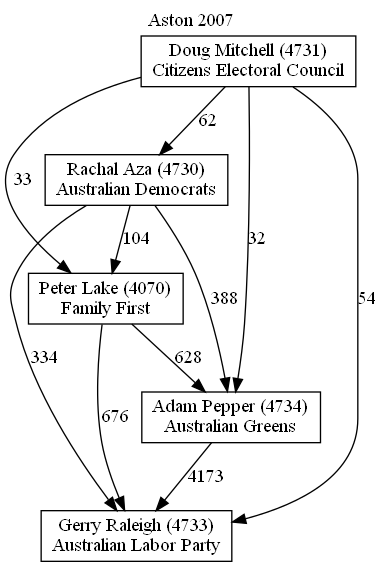 Aston 2007
Doug Mitchell (4731)
Citizens Electoral Council
62
Rachal Aza (4730)
Australian Democrats
33
104
32
Peter Lake (4070)
Family First
388
54
334
628
Adam Pepper (4734)
Australian Greens
676
4173
Gerry Raleigh (4733)
Australian Labor Party